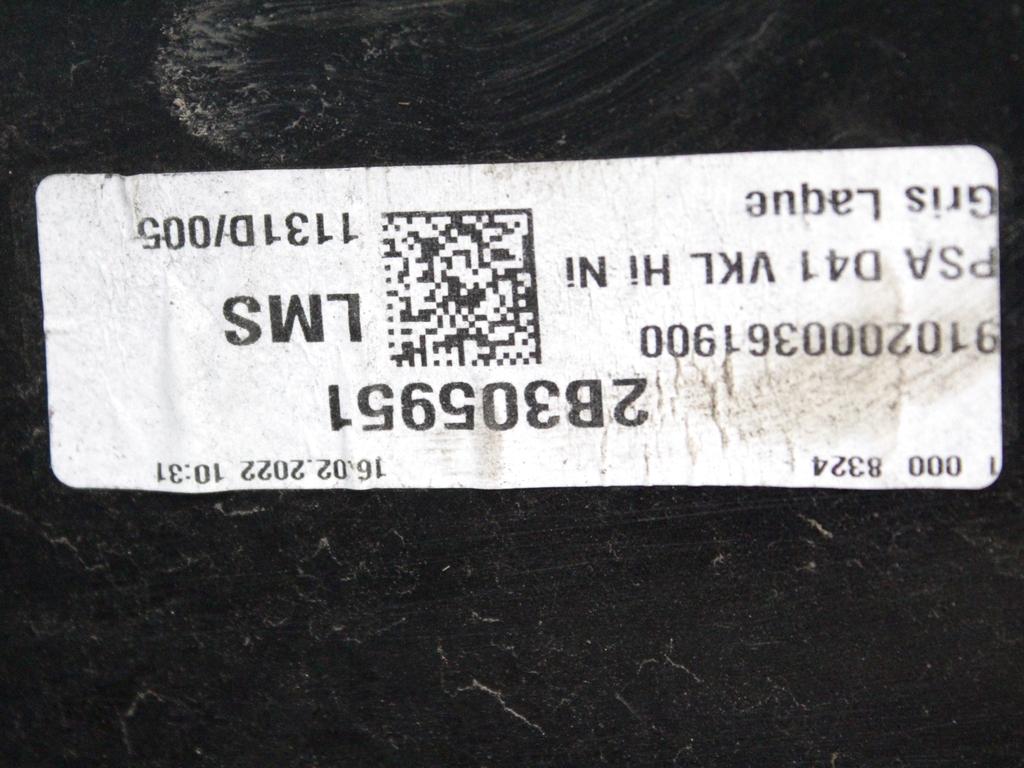 1 000 8324 16.02.2022 10:31
2B305951
9102000361900 LMS
PSA D41 VKL Hi Ni
Gris Laque 1131D/005